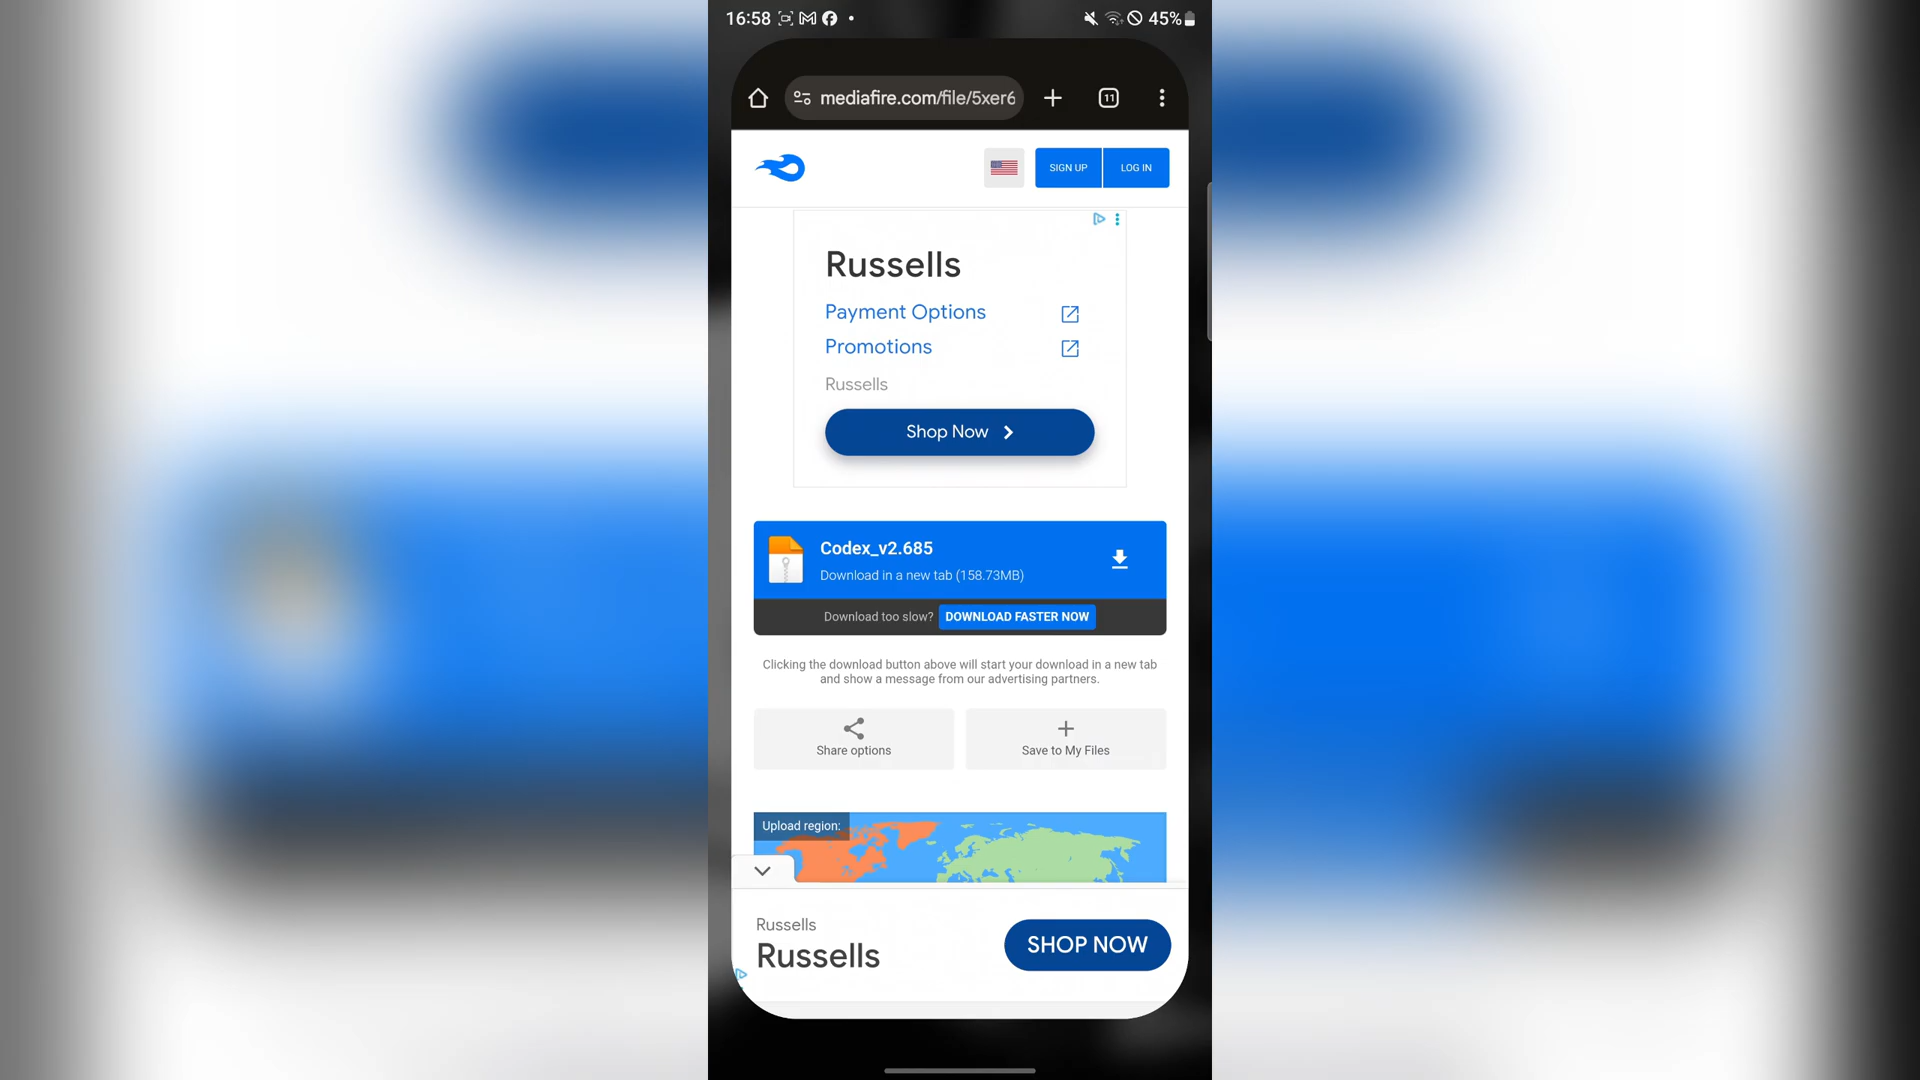 16:58
45%
mediafire.com/file/5xer6
11
SIGN UP
LOG IN
Russells
Payment Options
Promotions
Russells
Shop Now
Codex_v2.685
Download in a new tab (158.73MB)
Download too slow? DOWNLOAD FASTER NOW
Clicking the download button above will start your download in a new tab
and show a message from our advertising partners.
Share options
Save to My Files
Upload region:
Russells
Russells
SHOP NOW